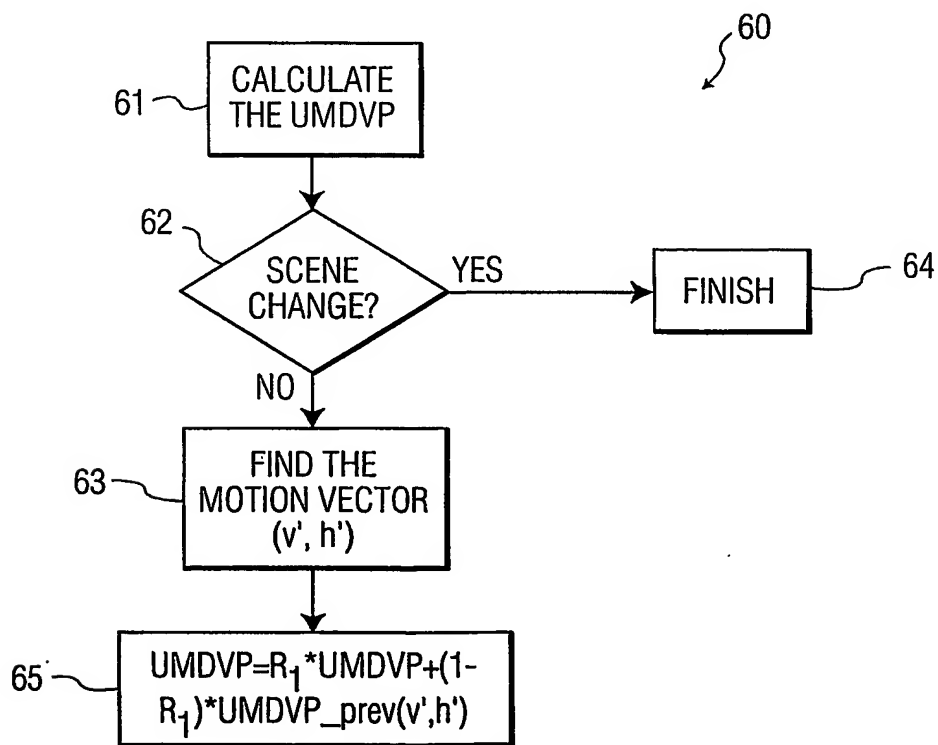 60
61
CALCULATE
THE UMDVP
62
SCENE
CHANGE?
YES
FINISH
64
NO
63
FIND THE
MOTION VECTOR
(v', h')
65
UMDVP=R1*UMDVP+(1-
R1)*UMDVP_prev(v',h')